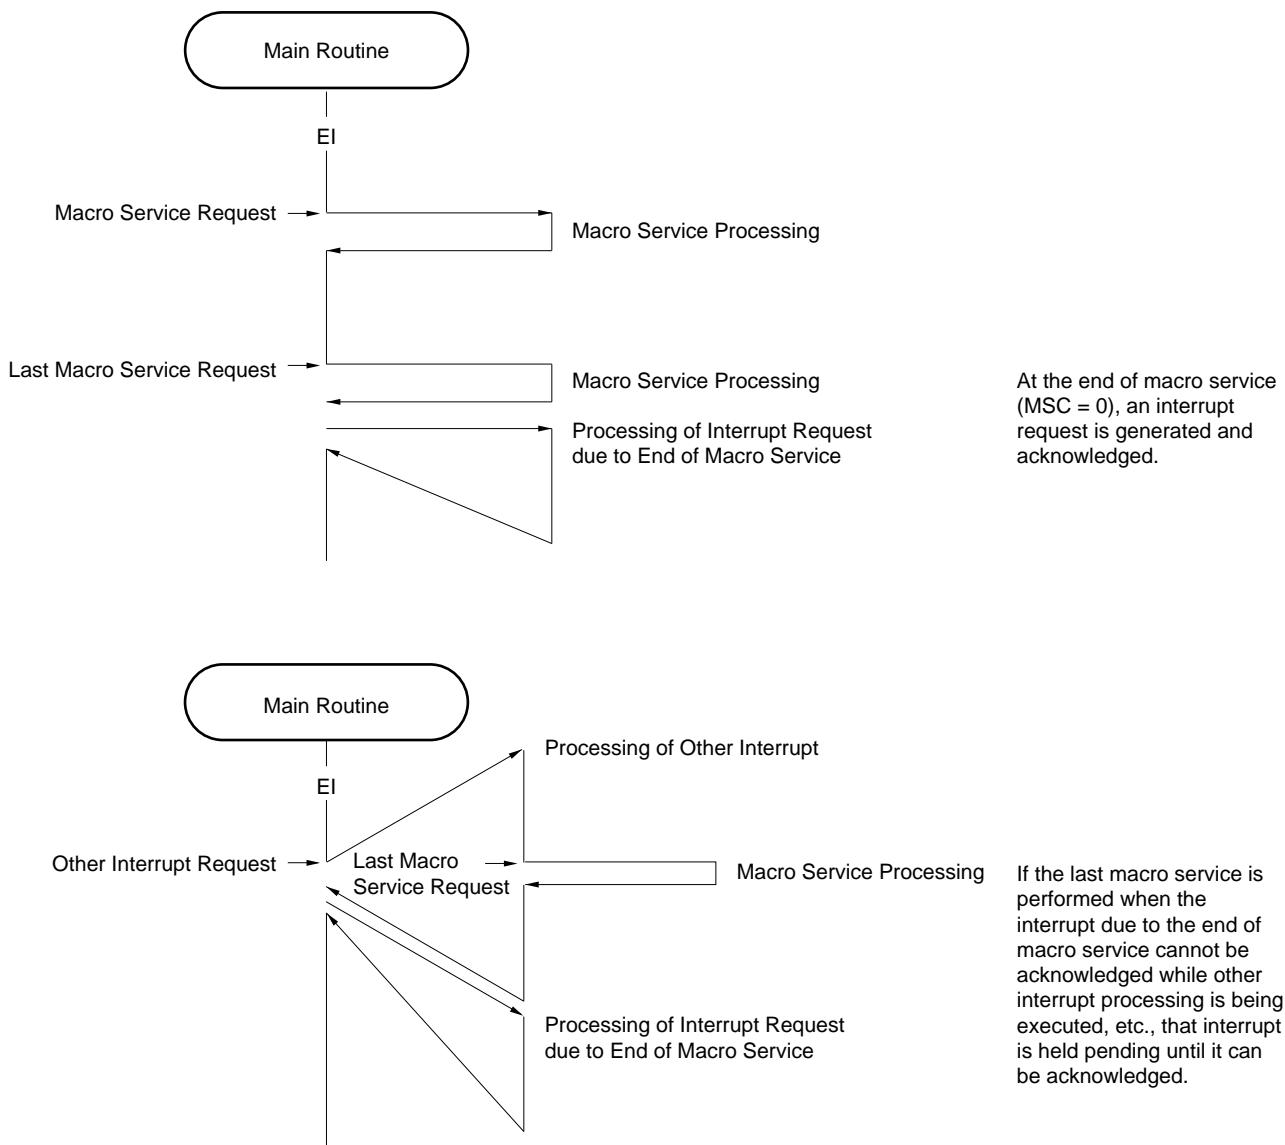 Main Routine
EI
Macro Service Request
Macro Service Processing
Last Macro Service Request
Macro Service Processing
Processing of Interrupt Request
due to End of Macro Service
At the end of macro service
(MSC = 0), an interrupt
request is generated and
acknowledged.
Main Routine
EI
Processing of Other Interrupt
Other Interrupt Request
Last Macro
Service Request
Macro Service Processing
If the last macro service is
performed when the
interrupt due to the end of
macro service cannot be
acknowledged while other
interrupt processing is being
executed, etc., that interrupt
is held pending until it can
be acknowledged.
Processing of Interrupt Request
due to End of Macro Service